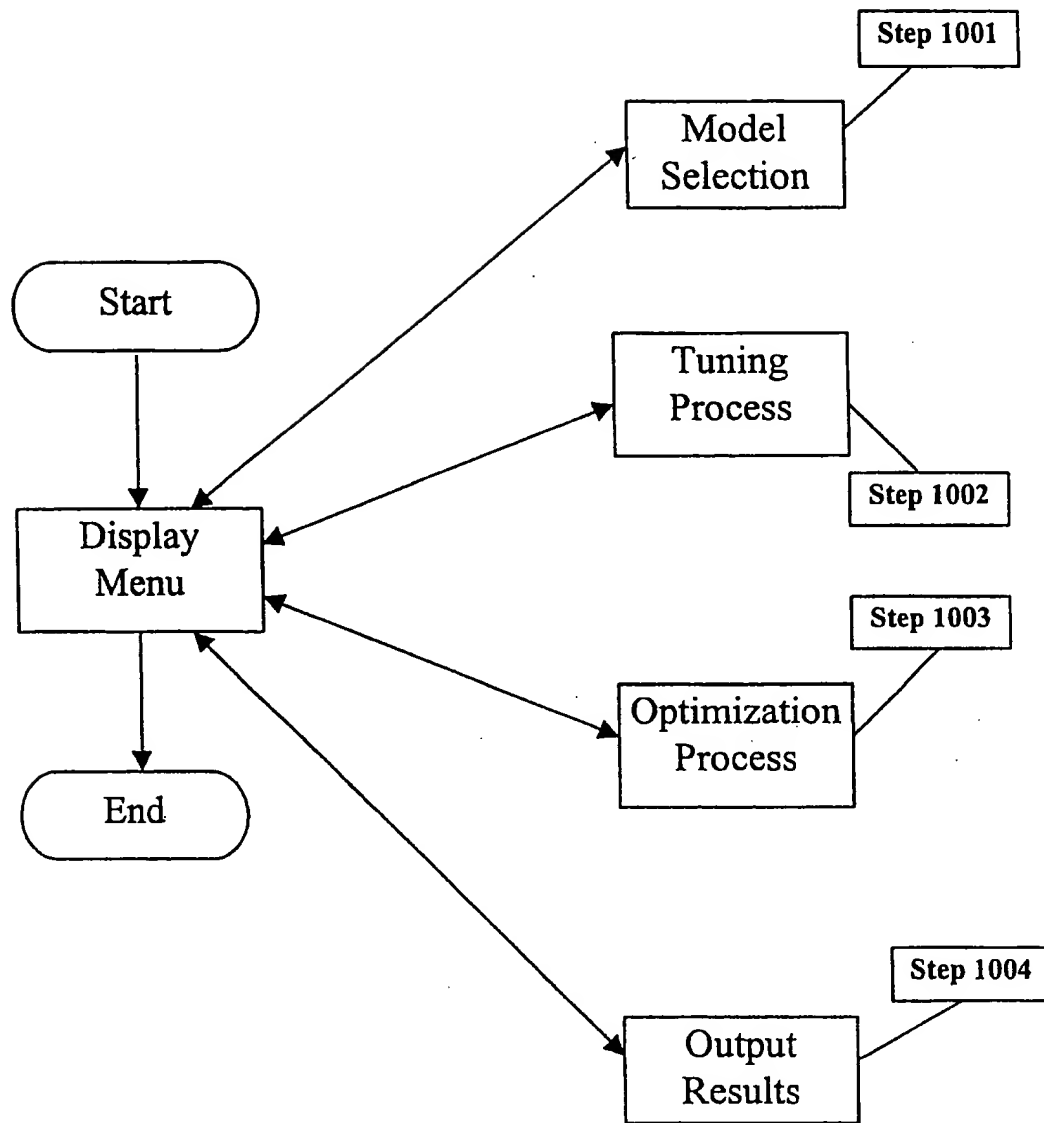 Step 1001
Model
Selection
Start
Tuning
Process
Step 1002
Display
Menu
Step 1003
Optimization
Process
End
Step 1004
Output
Results